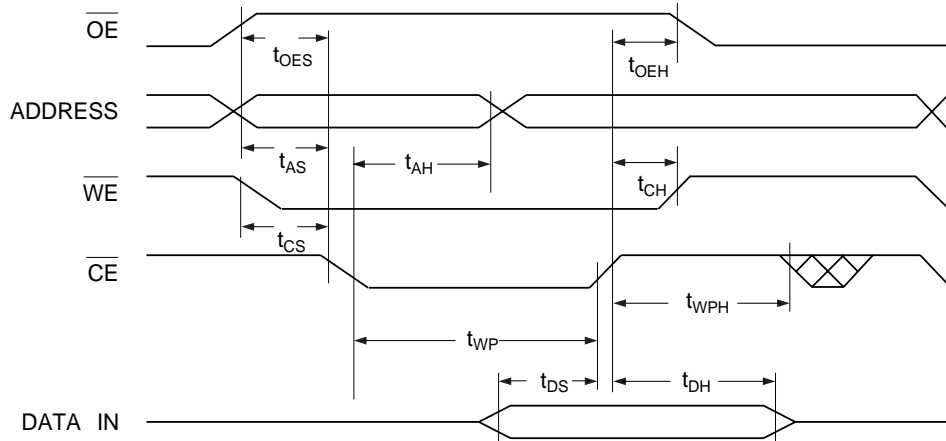 OE
tOES
tOEH
ADDRESS
tAS
tAH
tCH
WE
tCS
CE
tWPH
tWP
tDS
tDH
DATA IN